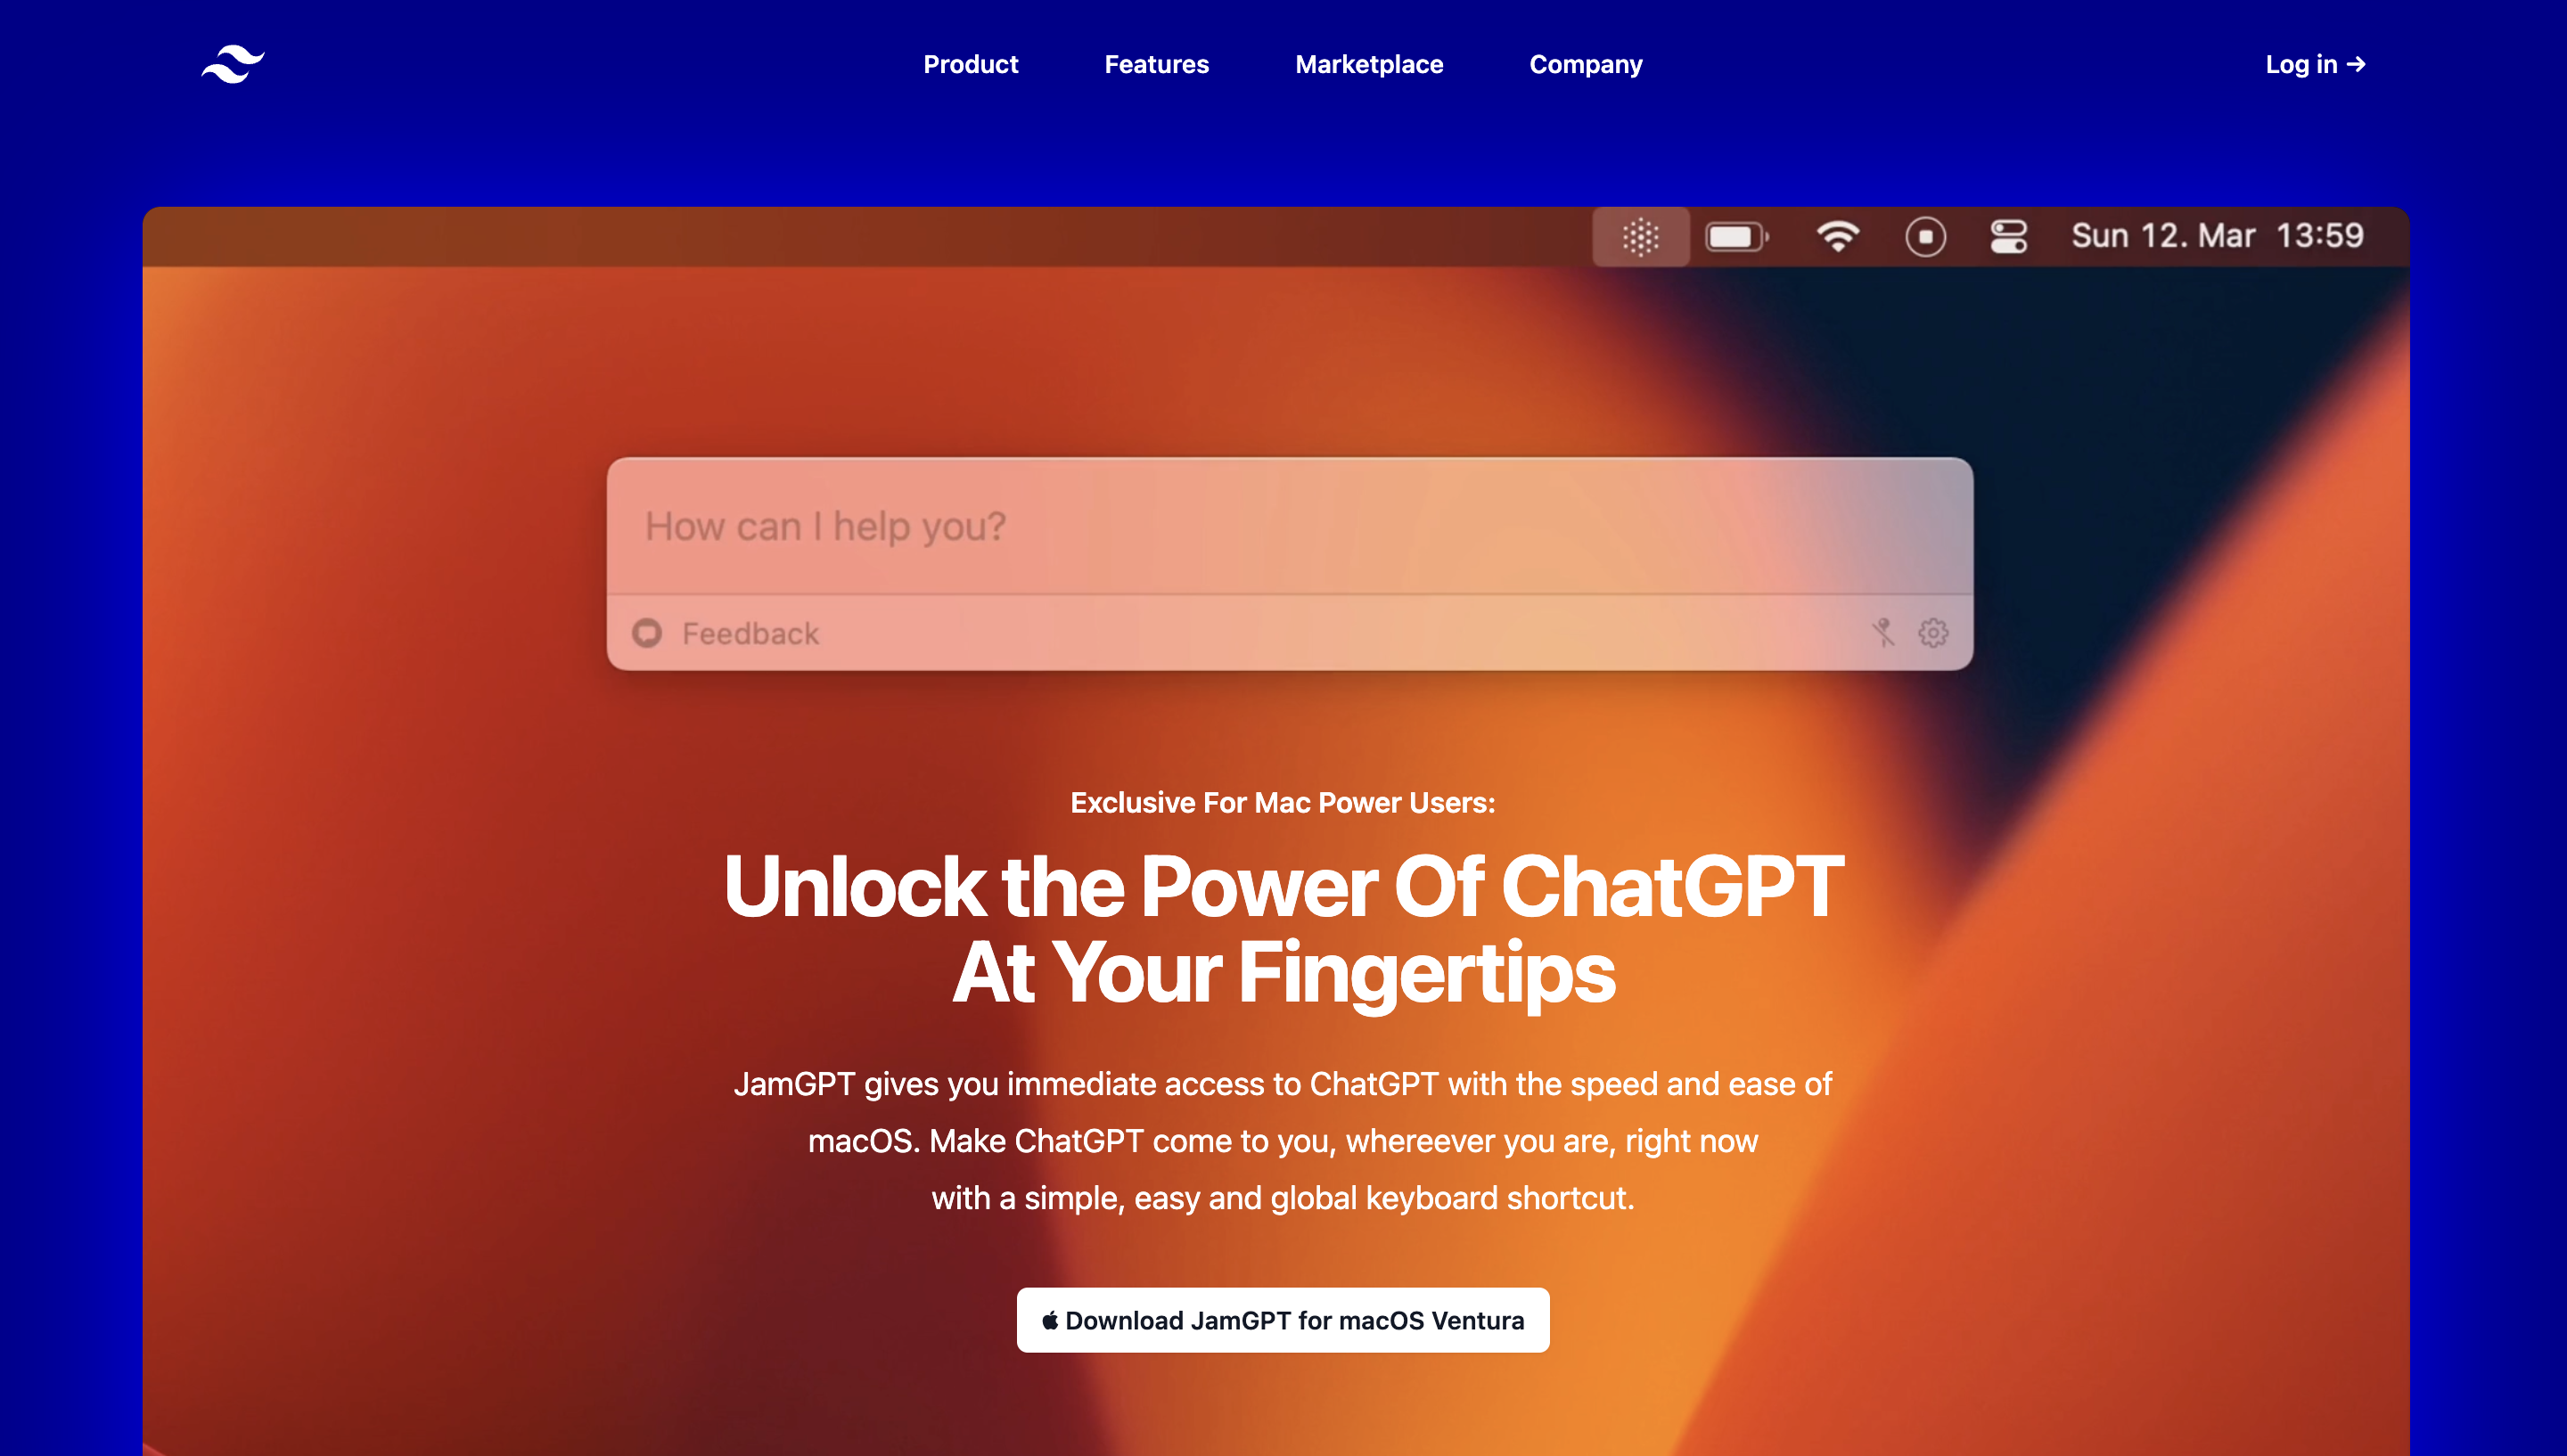 Product Features Marketplace Company Log in →
Sun 12. Mar 13:59
How can I help you?
Feedback
Exclusive For Mac Power Users:
Unlock the Power Of ChatGPT
At Your Fingertips
JamGPT gives you immediate access to ChatGPT with the speed and ease of
macOS. Make ChatGPT come to you, whereever you are, right now
with a simple, easy and global keyboard shortcut.
Download JamGPT for macOS Ventura